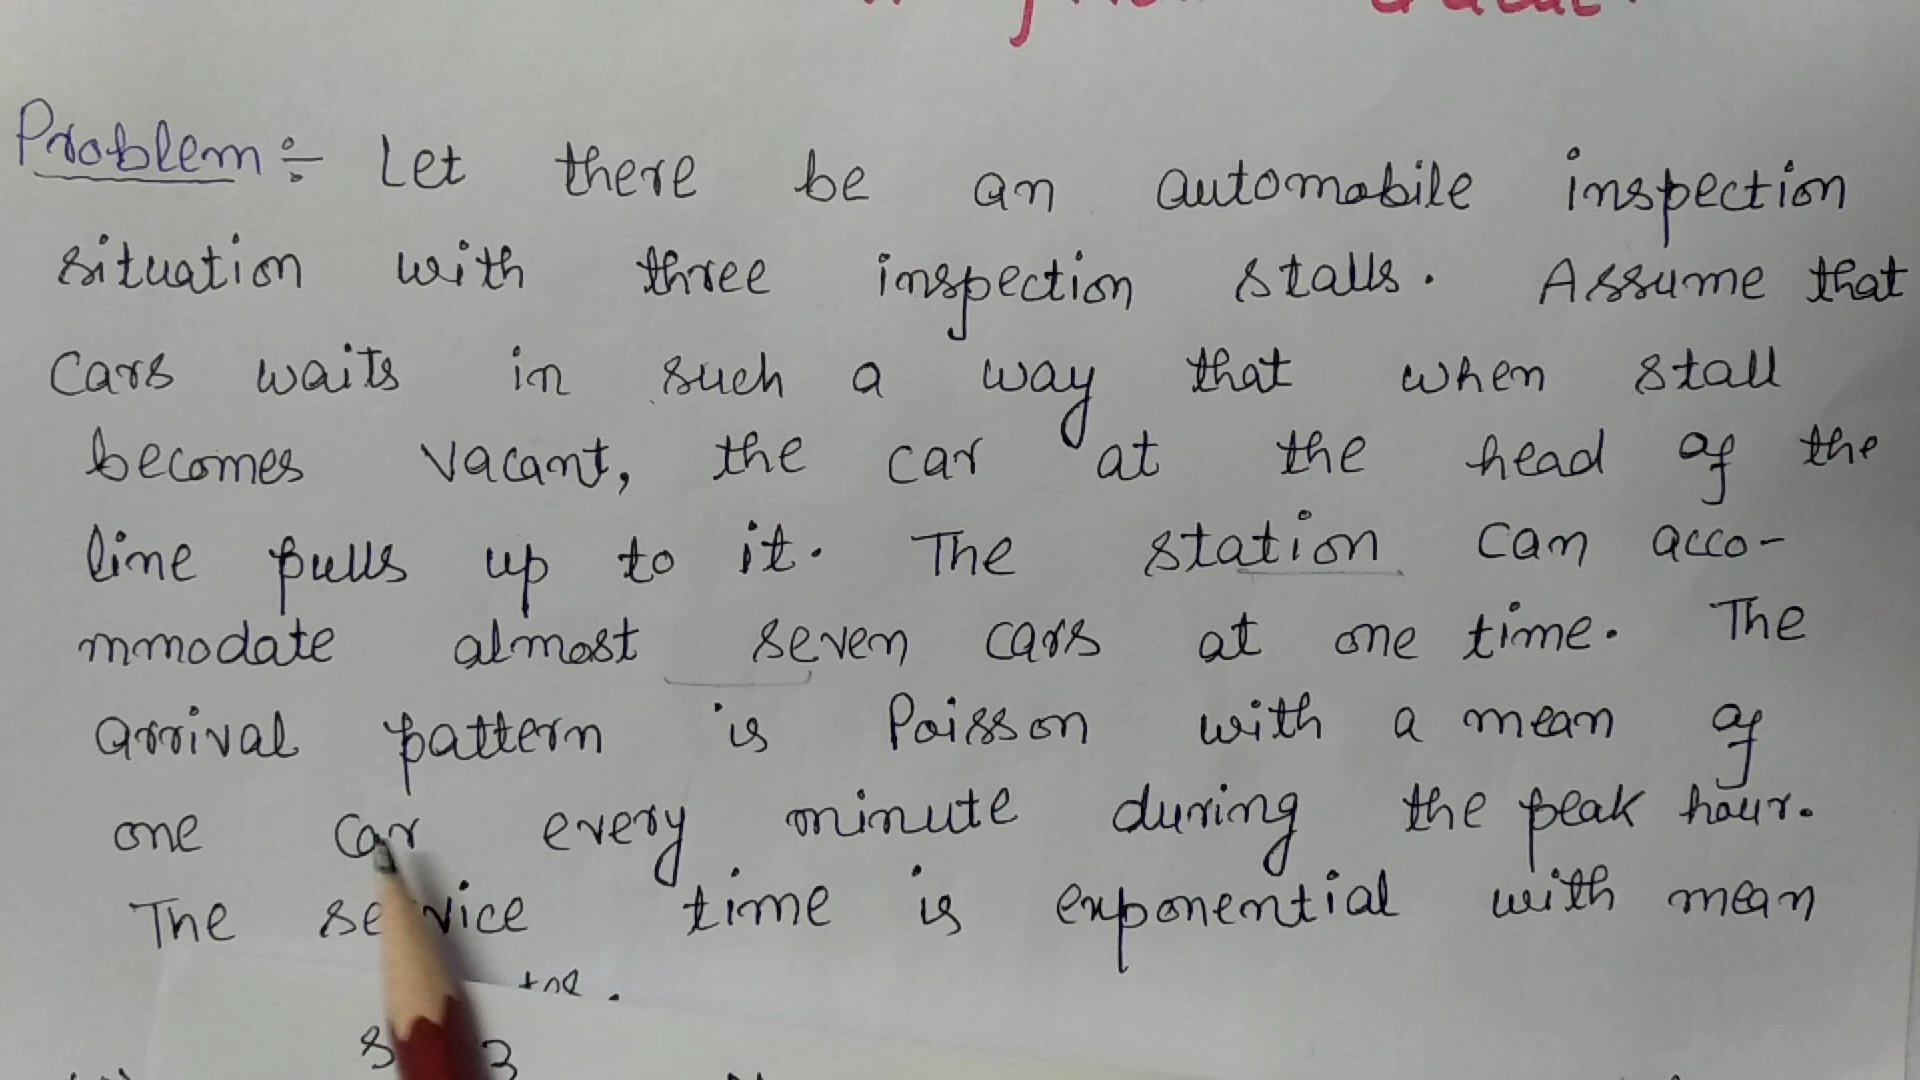 Problem :- Let there be an automobile inspection
situation with three inspection stalls. Assume that
Cars waits in such a way that when stall
becomes vacant, the car at the head of the
line pulls up to it. The station can acco-
mmodate almost seven cars at one time. The
arrival pattern is Poisson with a mean of
one car every minute during the peak hour.
The service time is exponential with mean
3